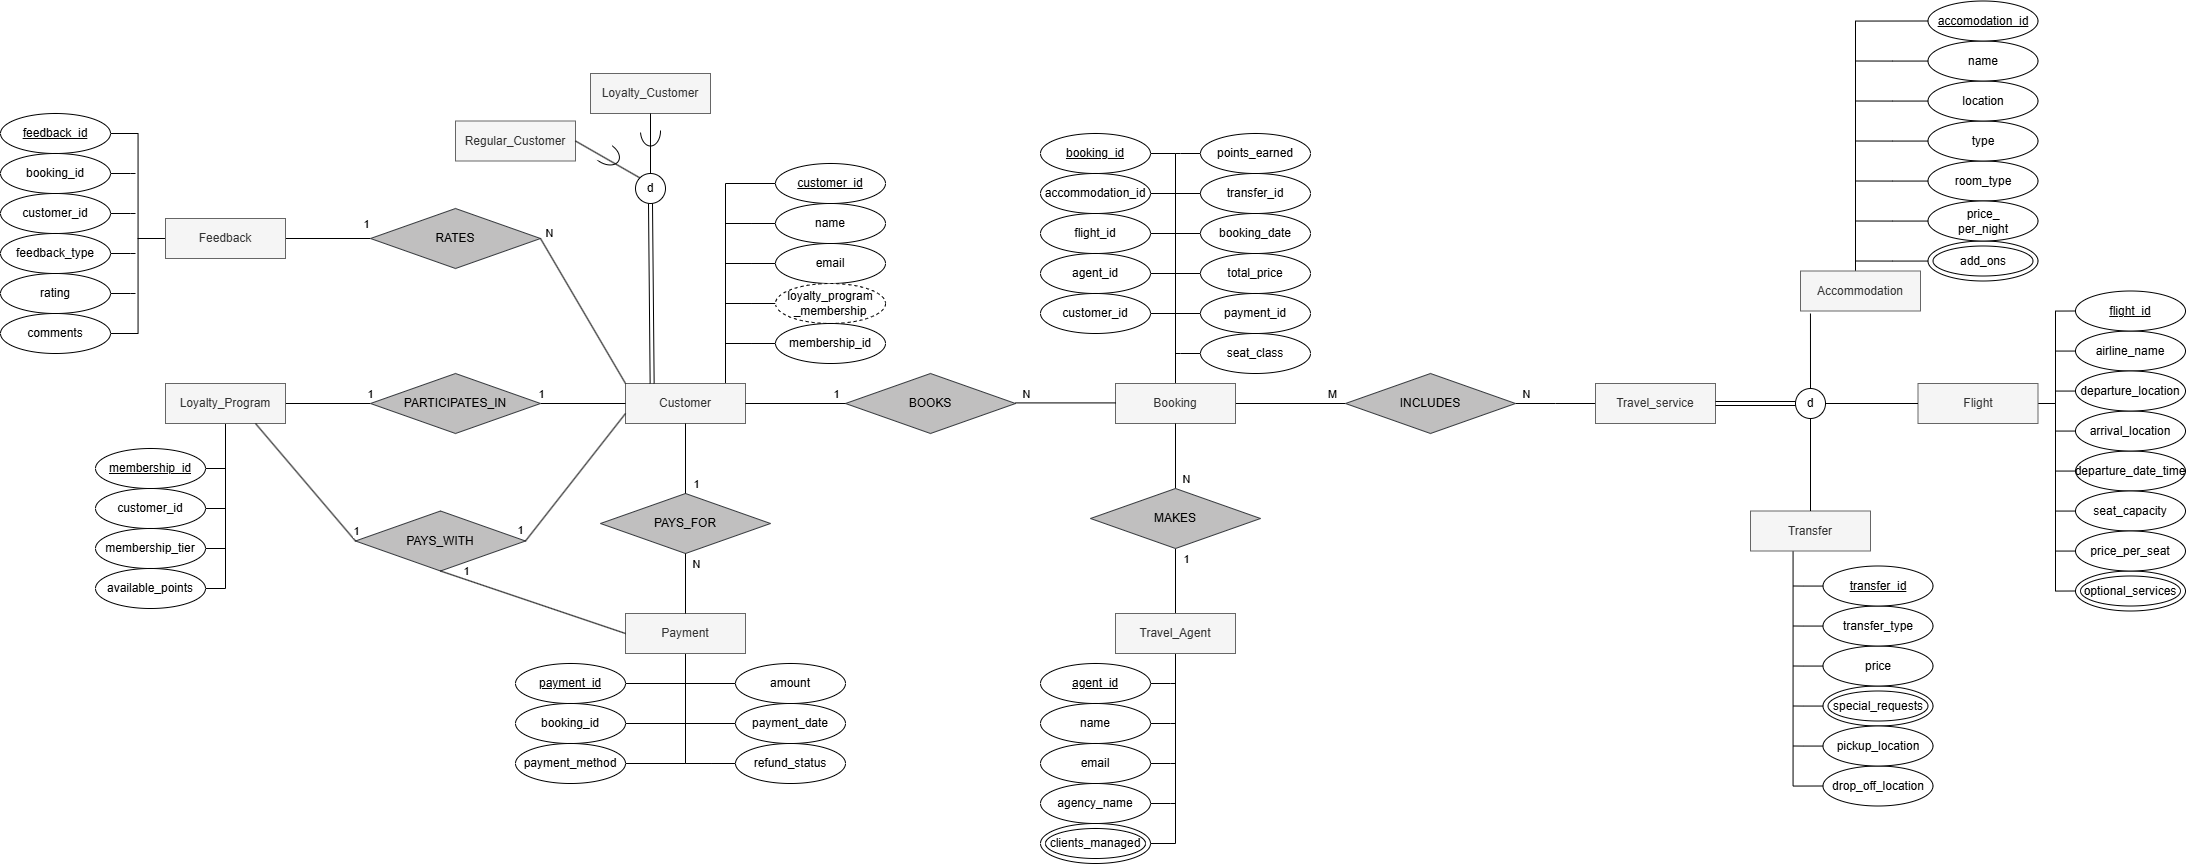 accomodation_id
name
location
type
room_type
price_
per_night
add_ons
Accommodation
Loyalty_Customer
Regular_Customer
d
feedback_id
booking_id
customer_id
feedback_type
rating
comments
Feedback
1
RATES
N
customer_id
name
email
loyalty_program
_membership
membership_id
booking_id
accommodation_id
flight_id
agent_id
customer_id
points_earned
transfer_id
booking_date
total_price
payment_id
seat_class
flight_id
airline_name
departure_location
arrival_location
departure_date_time
seat_capacity
price_per_seat
optional_services
Loyalty_Program
1
PARTICIPATES_IN
1
Customer
1
BOOKS
N
Booking
M
INCLUDES
N
Travel_service
d
Flight
membership_id
customer_id
membership_tier
available_points
1
PAYS_WITH
1
1
1
PAYS_FOR
N
N
MAKES
1
Transfer
transfer_id
transfer_type
price
special_requests
pickup_location
drop_off_location
Payment
payment_id
booking_id
payment_method
amount
payment_date
refund_status
Travel_Agent
agent_id
name
email
agency_name
clients_managed